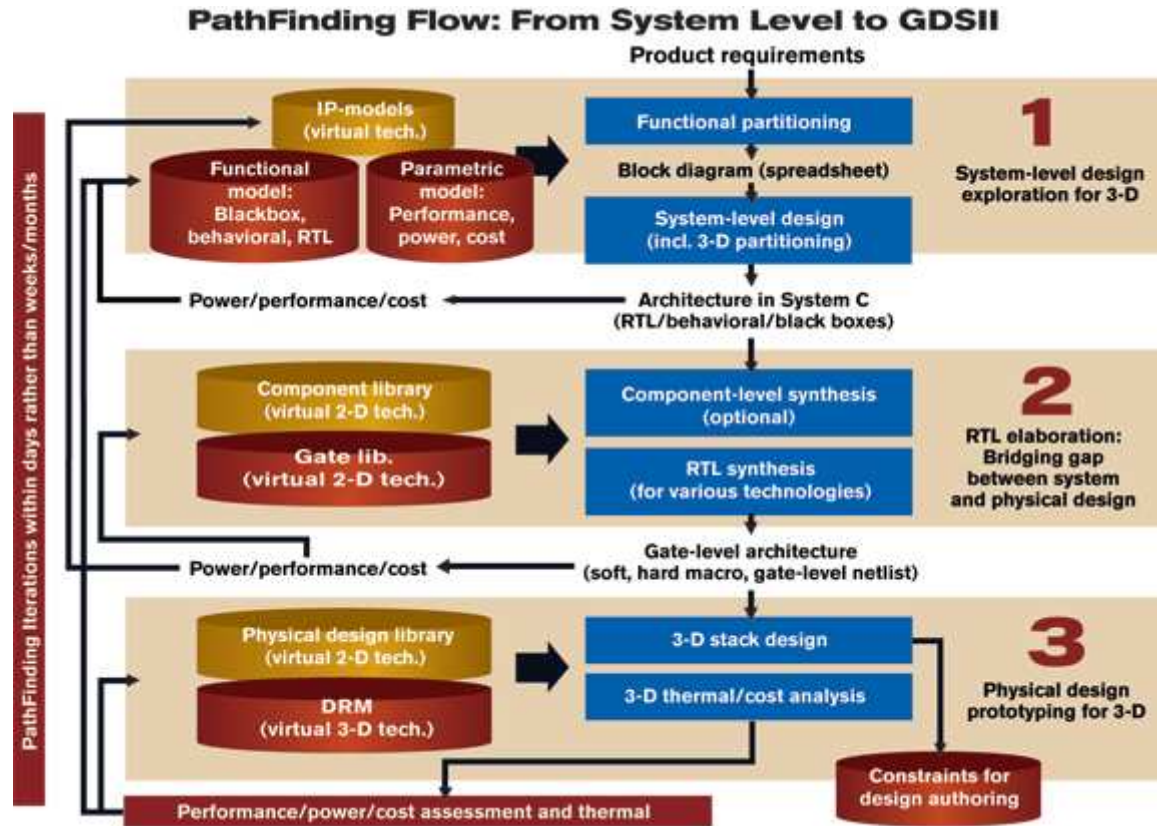 PathFinding Flow: From System Level to GDSII
Product requirements
PathFinding Iterations within days rather than weeks/months
IP-models
(virtual tech.)
Functional
model:
Blackbox,
behavioral, RTL
Parametric
model:
Performance,
power, cost
Functional partitioning
Block diagram (spreadsheet)
System-level design
(incl. 3-D partitioning)
1
System-level design
exploration for 3-D
Power/performance/cost
Architecture in System C
(RTL/behavioral/black boxes)
Component library
(virtual 2-D tech.)
Gate lib.
(virtual 2-D tech.)
Component-level synthesis
(optional)
RTL synthesis
(for various technologies)
2
RTL elaboration:
Bridging gap
between system
and physical design
Power/performance/cost
Gate-level architecture
(soft, hard macro, gate-level netlist)
Physical design library
(virtual 2-D tech.)
DRM
(virtual 3-D tech.)
3-D stack design
3-D thermal/cost analysis
3
Physical design
prototyping for 3-D
Constraints for
design authoring
Performance/power/cost assessment and thermal